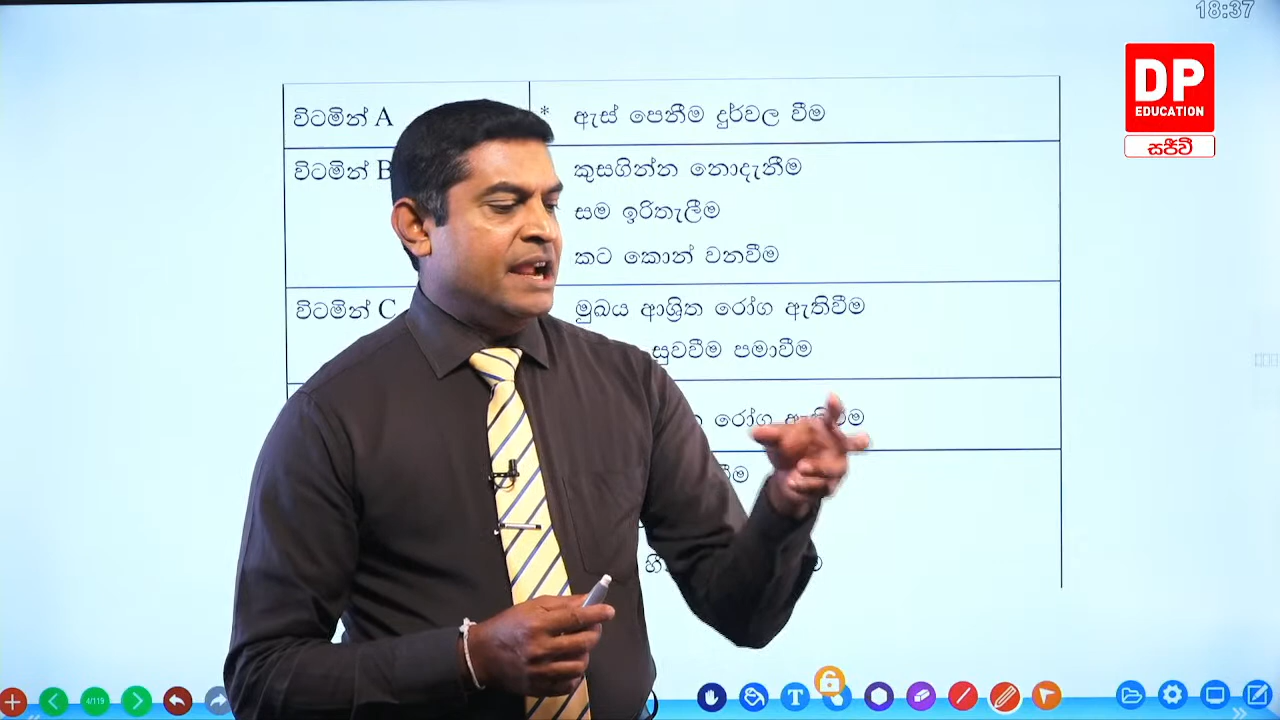 18:37
DP
EDUCATION
සජීවී
විටමින් A * ඇස් පෙනීම දුර්වල වීම
විටමින් B කුසගින්න නොදැනීම
සම ඉරිතැලීම
කට කොන් වනවීම
විටමින් C මුඛය ආශ්‍රිත රෝග ඇතිවීම
සුවවීම පමාවීම
රෝග ඇතිවීම
4/119